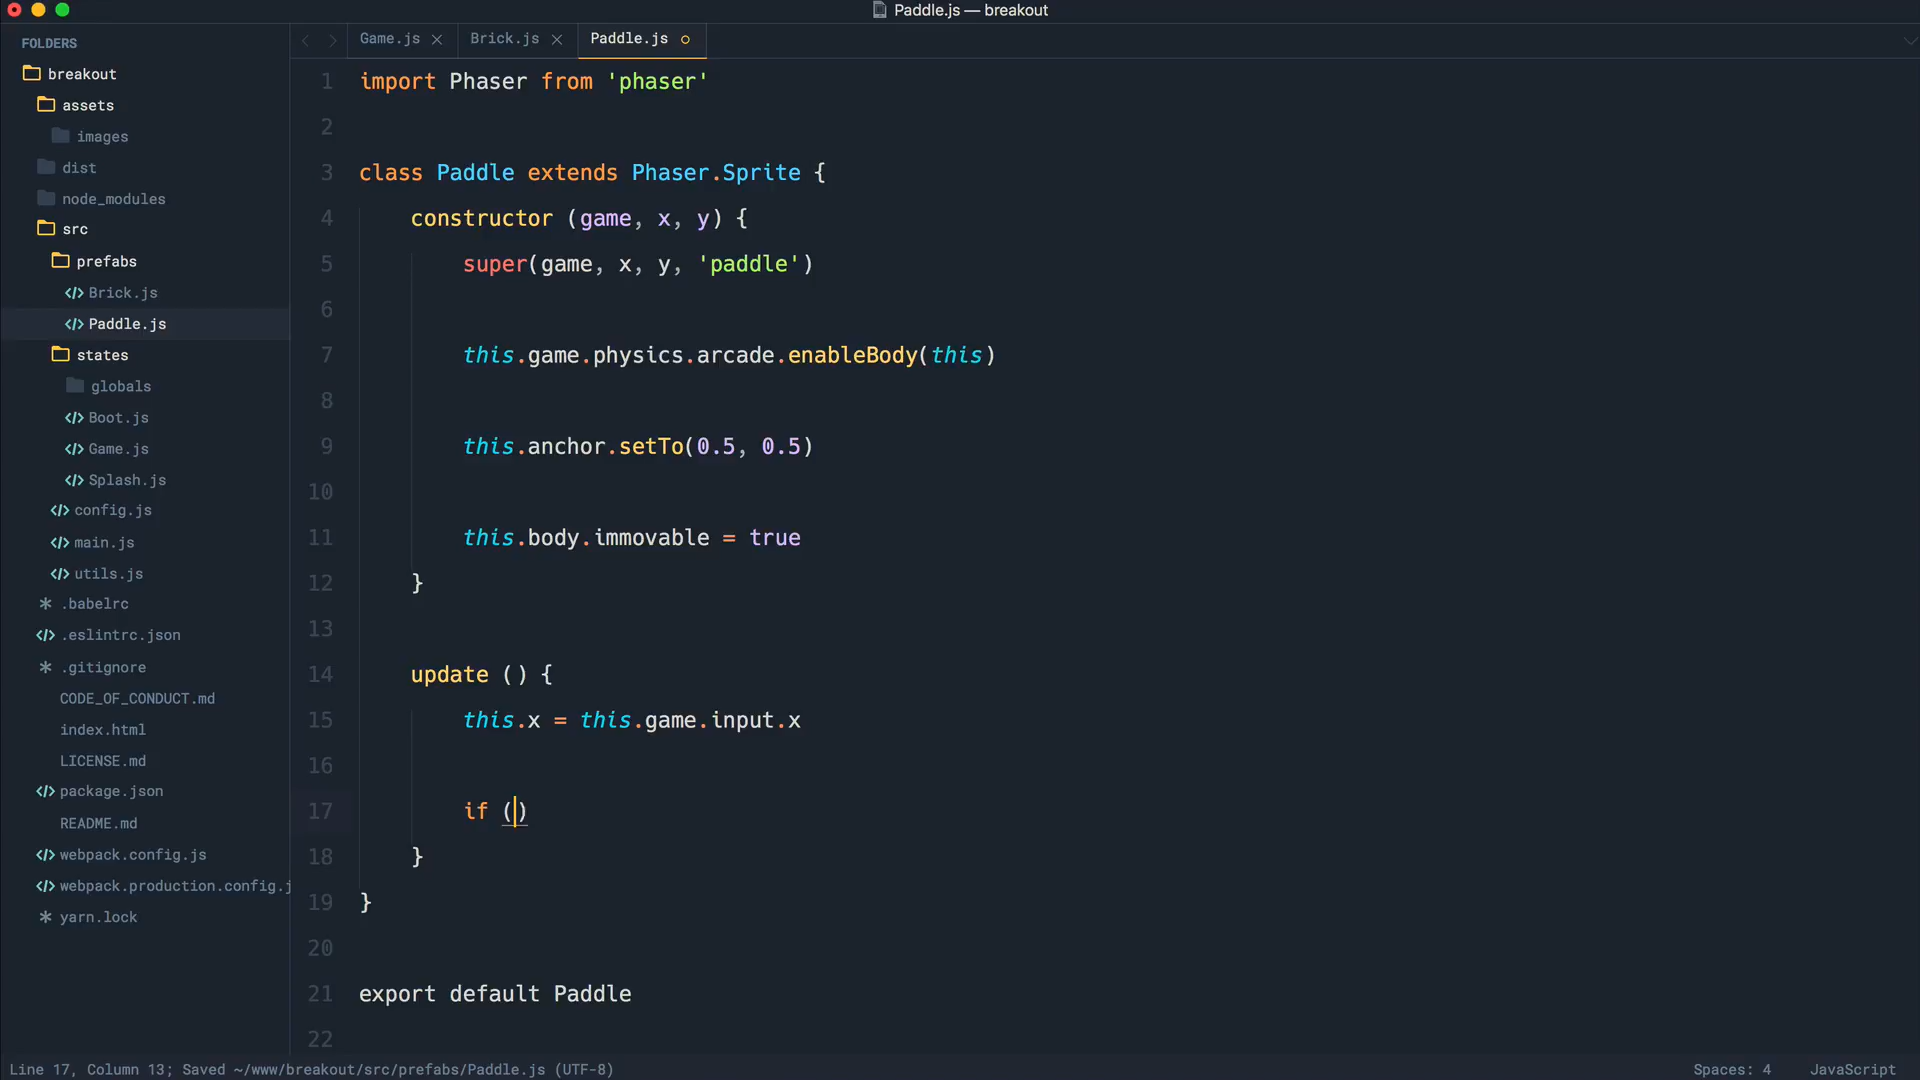 Paddle.js — breakout
FOLDERS
breakout
assets
images
dist
node_modules
src
prefabs
Brick.js
Paddle.js
states
globals
Boot.js
Game.js
Splash.js
config.js
main.js
utils.js
.babelrc
.eslintrc.json
.gitignore
CODE_OF_CONDUCT.md
index.html
LICENSE.md
package.json
README.md
webpack.config.js
webpack.production.config.j
yarn.lock
Game.js Brick.js Paddle.js
1 import Phaser from 'phaser'
2
3 class Paddle extends Phaser.Sprite {
4 constructor (game, x, y) {
5 super(game, x, y, 'paddle')
6
7 this.game.physics.arcade.enableBody(this)
8
9 this.anchor.setTo(0.5, 0.5)
10
11 this.body.immovable = true
12 }
13
14 update () {
15 this.x = this.game.input.x
16
17 if ()
18 }
19 }
20
21 export default Paddle
22
Line 17, Column 13; Saved ~/www/breakout/src/prefabs/Paddle.js (UTF-8) Spaces: 4 JavaScript